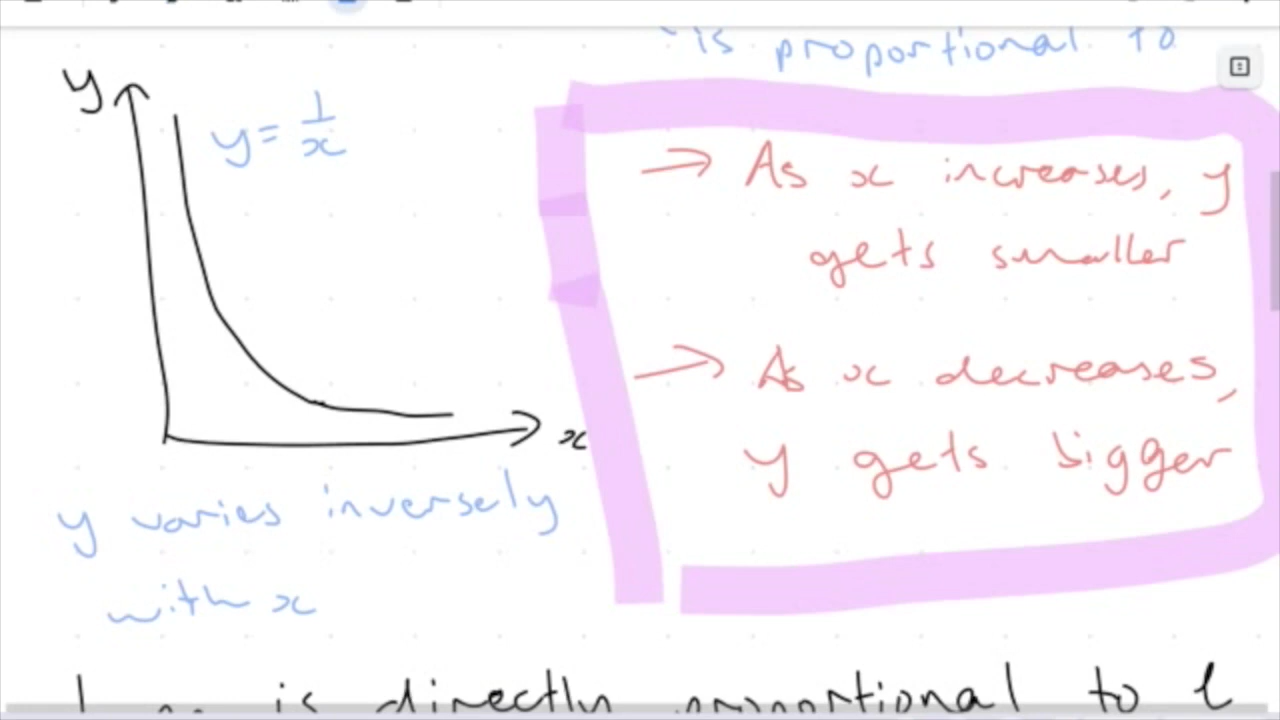 is proportional to
y
y = 1/x
→ As x increases, y
gets smaller
→ As x decreases,
y gets bigger
x
y varies inversely
with x
is directly proportional to l